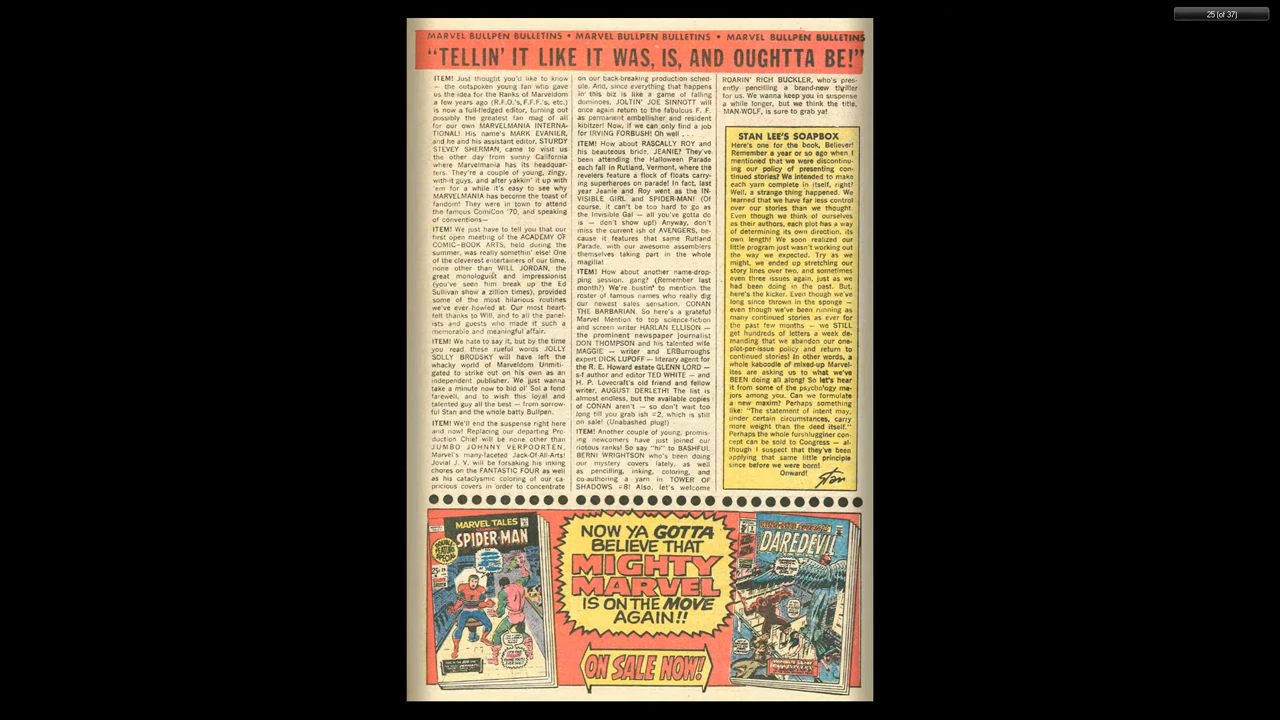 25 (of 37)
MARVEL BULLPEN BULLETINS • MARVEL BULLPEN BULLETINS • MARVEL BULLPEN BULLETINS
"TELLIN' IT LIKE IT WAS, IS, AND OUGHTTA BE!"
ITEM! Just thought you'd like to know
— the outspoken young fan who gave
us the idea for the Ranks of Marveldom
a few years ago (R.F.O.'s, F.F.F.'s, etc.)
is now a full-fledged editor, turning out
possibly the greatest fan mag of all
for our own MARVELMANIA INTERNA-
TIONAL! His name's MARK EVANIER,
and he and his assistant editor, STURDY
STEVEY SHERMAN, came to visit us
the other day from sunny California
where Marvelmania has its headquar-
ters. They're a couple of young, zingy,
with-it guys, and after yakkin' it up with
'em for a while it's easy to see why
MARVELMANIA has become the toast of
fandom! They were in town to attend
the famous ComiCon '70, and speaking
of conventions—
ITEM! We just have to tell you that our
first open meeting of the ACADEMY OF
COMIC-BOOK ARTS, held during the
summer, was really somethin' else! One
of the cleverest entertainers of our time,
none other than WILL JORDAN, the
great monologuist and impressionist
(you've seen him break up the Ed
Sullivan show a zillion times), provided
some of the most hilarious routines
we've ever howled at. Our most heart-
felt thanks to Will, and to all the panel-
ists and guests who made it such a
memorable and meaningful affair.
ITEM! We hate to say it, but by the time
you read these rueful words JOLLY
SOLLY BRODSKY will have left the
whacky world of Marveldom Unmiti-
gated to strike out on his own as an
independent publisher. We just wanna
take a minute now to bid ol' Sol a fond
farewell, and to wish this loyal and
talented guy all the best — from sorrow-
ful Stan and the whole batty Bullpen.
ITEM! We'll end the suspense right here
and now! Replacing our departing Pro-
duction Chief will be none other than
JUMBO JOHNNY VERPOORTEN,
Marvel's many-faceted Jack-Of-All-Arts!
Jovial J. V. will be forsaking his inking
chores on the FANTASTIC FOUR as well
as his cataclysmic coloring of our ca-
pricious covers in order to concentrate
on our back-breaking production sched-
ule. And, since everything that happens
in this biz is like a game of falling
dominoes, JOLTIN' JOE SINNOTT will
once again return to the fabulous F. F.
as permanent embellisher and resident
kibitzer! Now, if we can only find a job
for IRVING FORBUSH! Oh well . . .
ITEM! How about RASCALLY ROY and
his beauteous bride, JEANIE? They've
been attending the Halloween Parade
each fall in Rutland, Vermont, where the
revelers feature a flock of floats carry-
ing superheroes on parade! In fact, last
year Jeanie and Roy went as the IN-
VISIBLE GIRL and SPIDER-MAN! (Of
course, it can't be too hard to go as
the Invisible Gal — all you've gotta do
is — don't show up!) Anyway, don't
miss the current ish of AVENGERS, be-
cause it features that same Rutland
Parade, with our awesome assemblers
themselves taking part in the whole
magilla!
ITEM! How about another name-drop-
ping session, gang? (Remember last
month?) We're bustin' to mention the
roster of famous names who really dig
our newest sales sensation, CONAN
THE BARBARIAN. So here's a grateful
Marvel Mention to top science-fiction
and screen writer HARLAN ELLISON —
the prominent newspaper journalist
DON THOMPSON and his talented wife
MAGGIE — writer and ERBurroughs
expert DICK LUPOFF — literary agent for
the R. E. Howard estate GLENN LORD —
s-f author and editor TED WHITE — and
H. P. Lovecraft's old friend and fellow
writer, AUGUST DERLETH! The list is
almost endless, but the available copies
of CONAN aren't — so don't wait too
long till you grab ish #2, which is still
on sale! (Unabashed plug!)
ITEM! Another couple of young, promis-
ing newcomers have just joined our
riotous ranks! So say "hi" to BASHFUL
BERNI WRIGHTSON who's been doing
our mystery covers lately, as well
as pencilling, inking, coloring, and
co-authoring a yarn in TOWER OF
SHADOWS #8! Also, let's welcome
ROARIN' RICH BUCKLER, who's pres-
ently pencilling a brand-new thriller
for us. We wanna keep you in suspense
a while longer, but we think the title,
MAN-WOLF, is sure to grab ya!
STAN LEE'S SOAPBOX
Here's one for the book, Believer!
Remember a year or so ago when I
mentioned that we were discontinu-
ing our policy of presenting con-
tinued stories? We intended to make
each yarn complete in itself, right?
Well, a strange thing happened. We
learned that we have far less control
over our stories than we thought.
Even though we think of ourselves
as their authors, each plot has a way
of determining its own direction, its
own length! We soon realized our
little program just wasn't working out
the way we expected. Try as we
might, we ended up stretching our
story lines over two, and sometimes
even three issues again, just as we
had been doing in the past. But,
here's the kicker. Even though we've
long since thrown in the sponge —
even though we've been running as
many continued stories as ever for
the past few months — we STILL
get hundreds of letters a week de-
manding that we abandon our one-
plot-per-issue policy and return to
continued stories! In other words, a
whole kaboodle of mixed-up Marvel-
ites are asking us to what we've
BEEN doing all along! So let's hear
it from some of the psychology ma-
jors among you. Can we formulate
a new maxim? Perhaps something
like: "The statement of intent may,
under certain circumstances, carry
more weight than the deed itself."
Perhaps the whole furshlugginer con-
cept can be sold to Congress — al-
though I suspect that they've been
applying that same little principle
since before we were born!
Onward!
Stan
MARVEL TALES
SPIDER-MAN
NOW YA GOTTA
BELIEVE THAT
MIGHTY
MARVEL
IS ON THE MOVE
AGAIN!!
ON SALE NOW!
DAREDEVIL